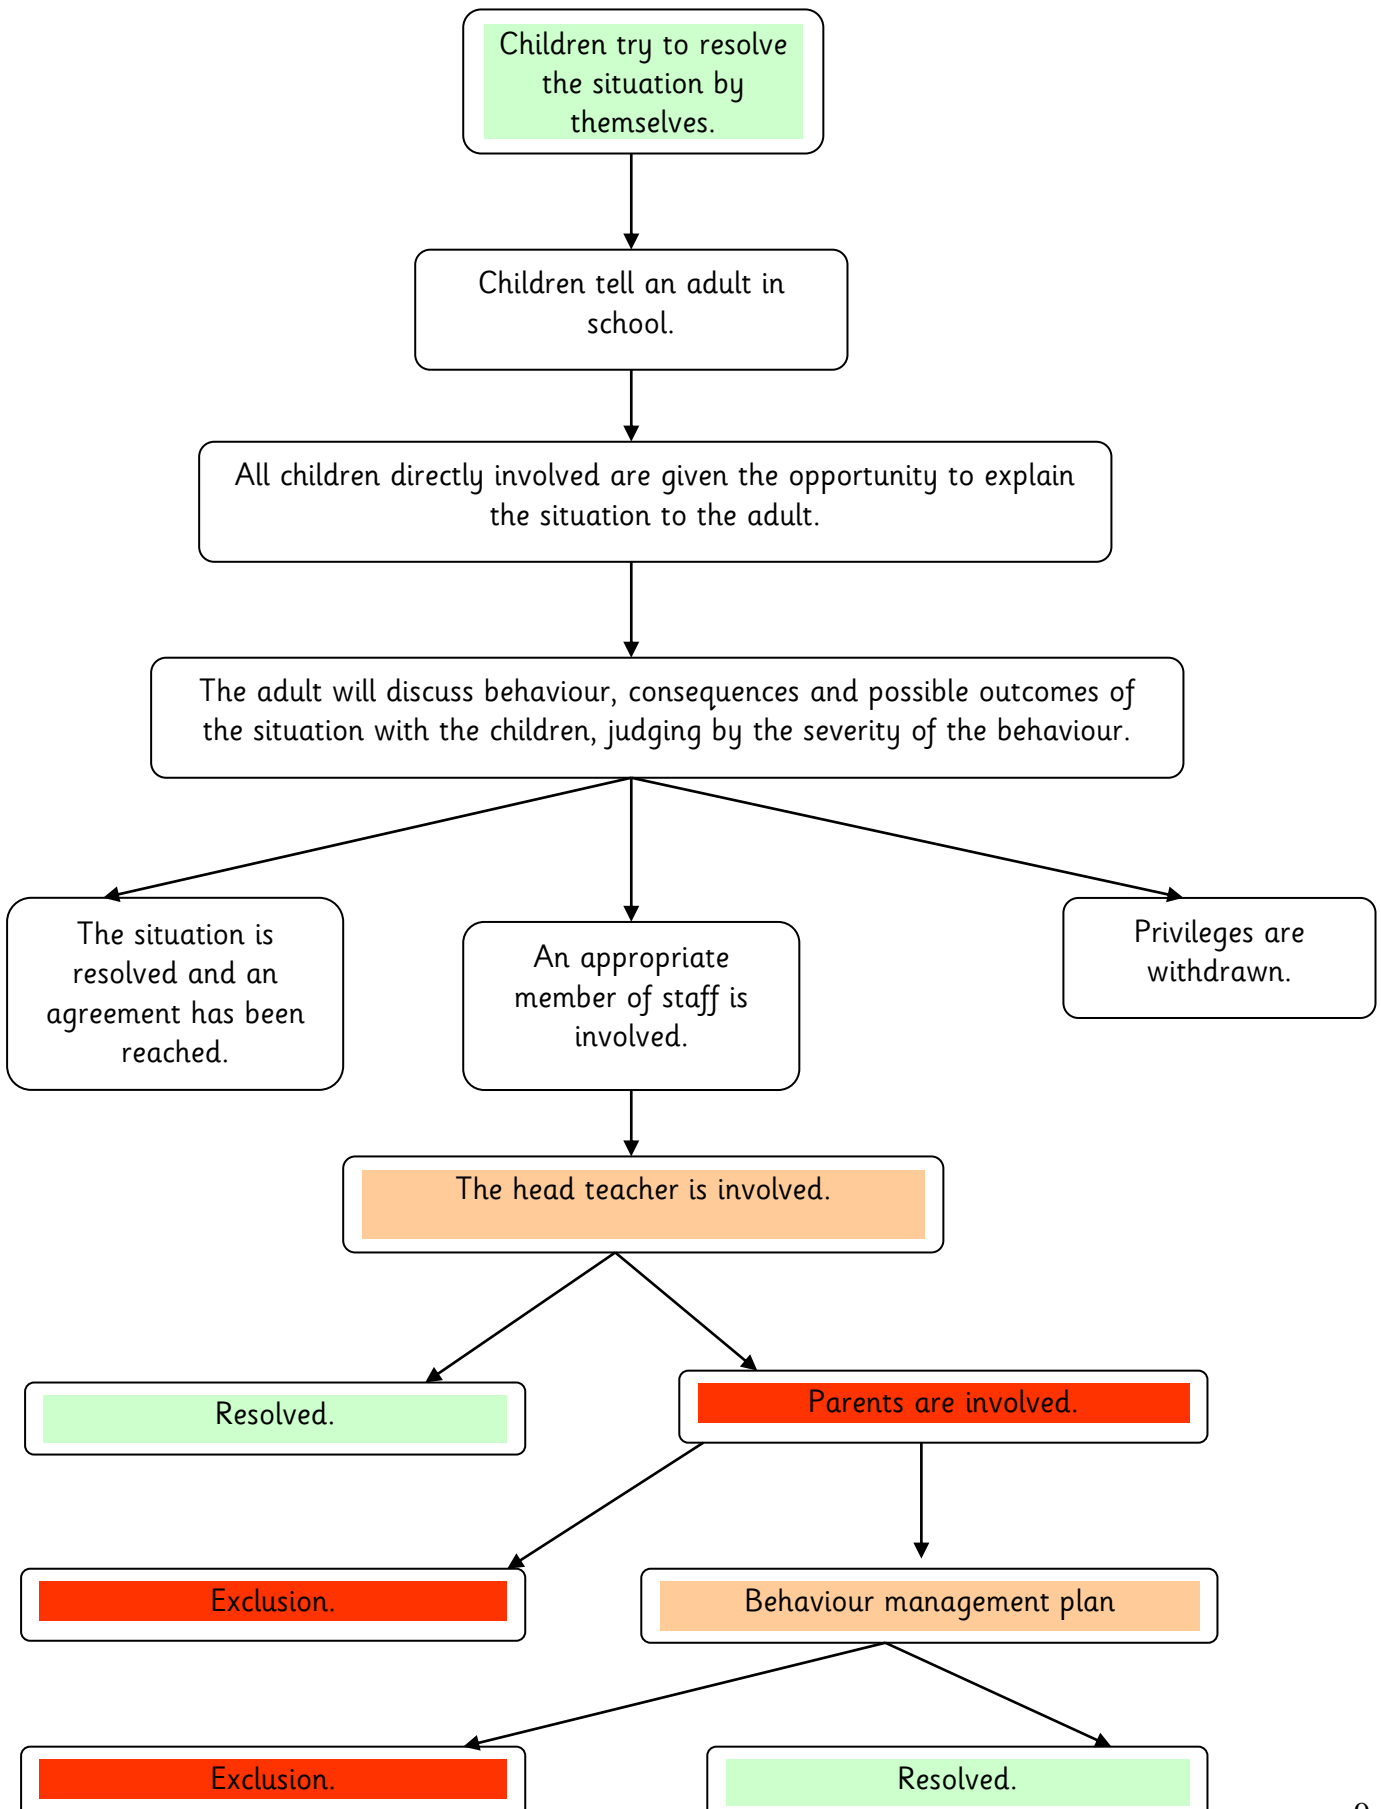 Children try to resolve
the situation by
themselves.
Children tell an adult in
school.
All children directly involved are given the opportunity to explain
the situation to the adult.
The adult will discuss behaviour, consequences and possible outcomes of
the situation with the children, judging by the severity of the behaviour.
The situation is
resolved and an
agreement has been
reached.
An appropriate
member of staff is
involved.
Privileges are
withdrawn.
The head teacher is involved.
Resolved.
Parents are involved.
Exclusion.
Behaviour management plan
Exclusion.
Resolved.